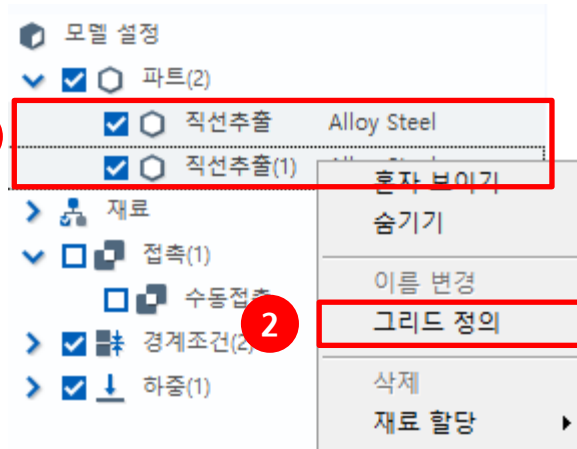 모델 설정
파트(2)
직선추출 Alloy Steel
직선추출(1)
혼자 보이기
숨기기
재료
접촉(1)
이름 변경
수동접촉
2
그리드 정의
경계조건(2)
하중(1)
삭제
재료 할당